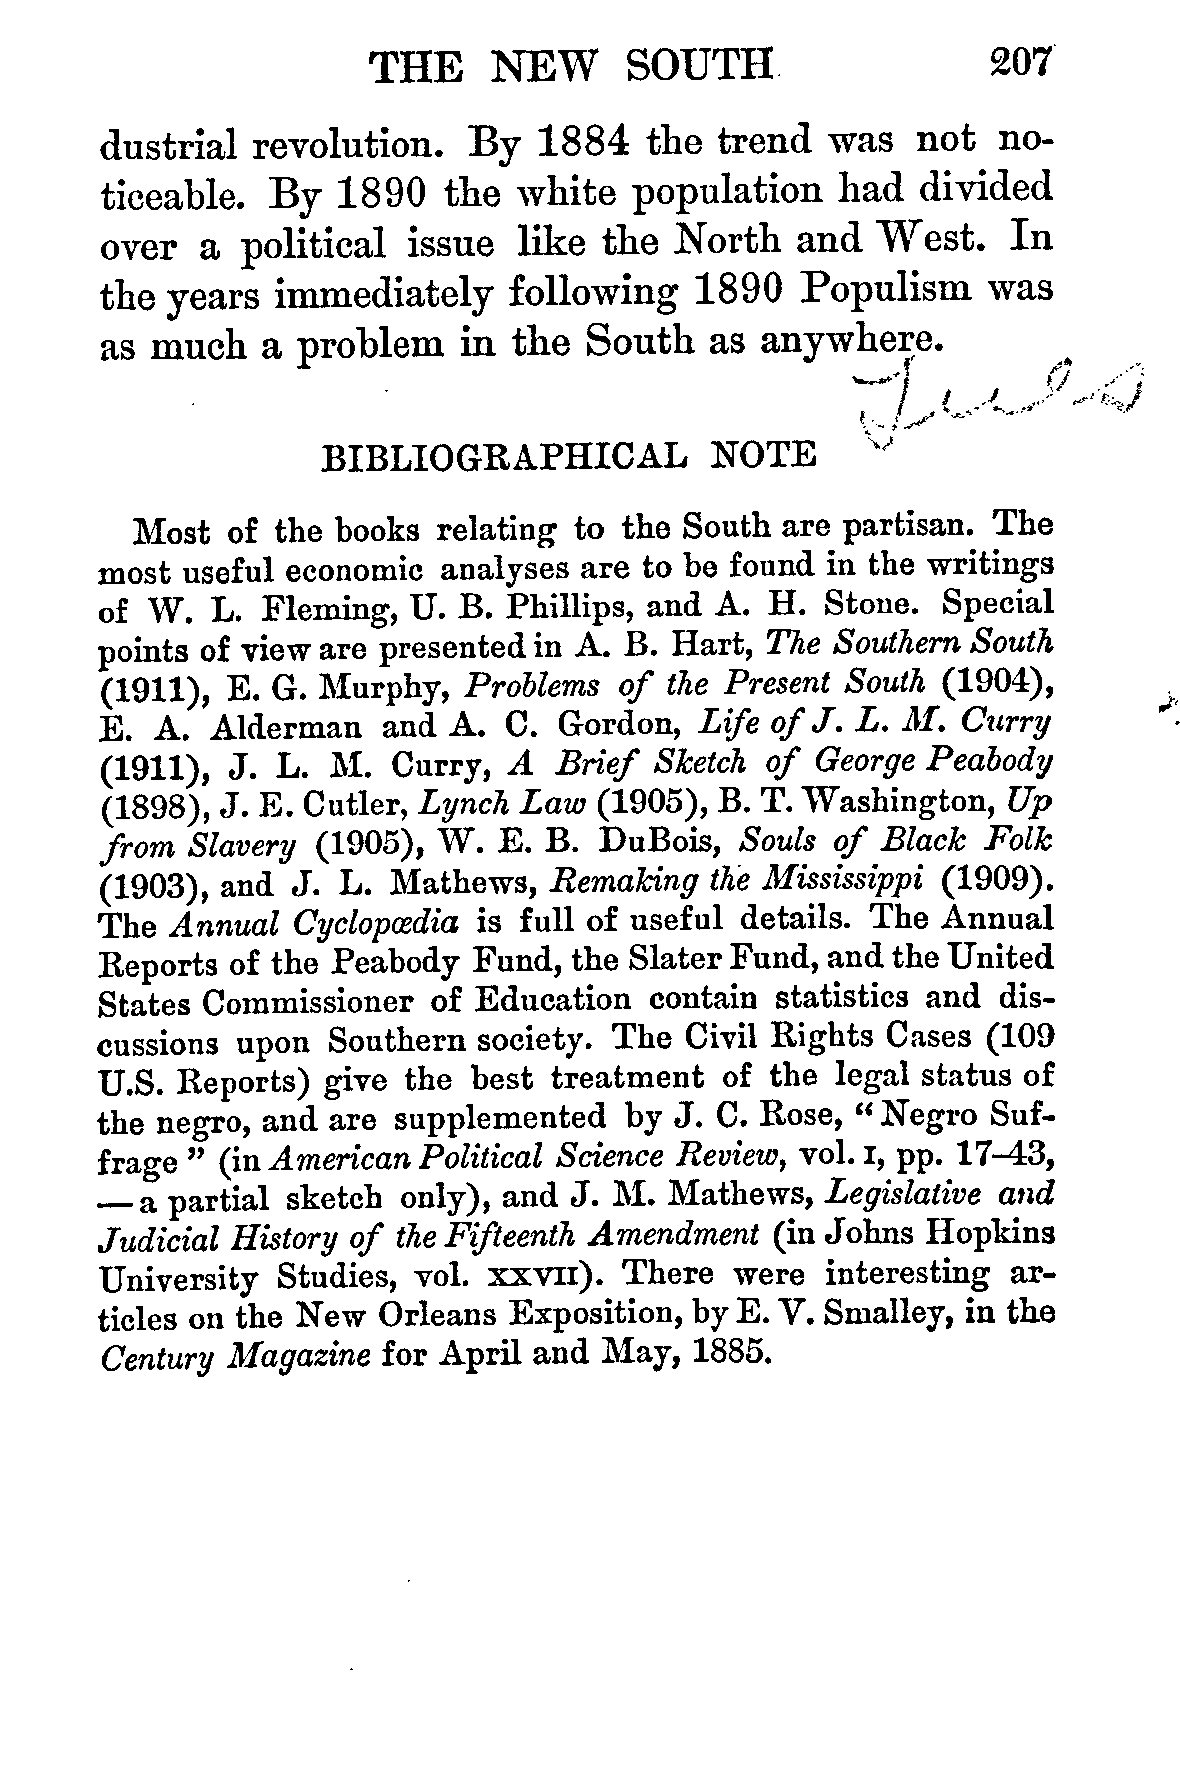 THE NEW SOUTH 207
dustrial revolution. By 1884 the trend was not no-
ticeable. By 1890 the white population had divided
over a political issue like the North and West. In
the years immediately following 1890 Populism was
as much a problem in the South as anywhere.
BIBLIOGRAPHICAL NOTE
Most of the books relating to the South are partisan. The
most useful economic analyses are to be found in the writings
of W. L. Fleming, U. B. Phillips, and A. H. Stone. Special
points of view are presented in A. B. Hart, The Southern South
(1911), E. G. Murphy, Problems of the Present South (1904),
E. A. Alderman and A. C. Gordon, Life of J. L. M. Curry
(1911), J. L. M. Curry, A Brief Sketch of George Peabody
(1898), J. E. Cutler, Lynch Law (1905), B. T. Washington, Up
from Slavery (1905), W. E. B. DuBois, Souls of Black Folk
(1903), and J. L. Mathews, Remaking the Mississippi (1909).
The Annual Cyclopœdia is full of useful details. The Annual
Reports of the Peabody Fund, the Slater Fund, and the United
States Commissioner of Education contain statistics and dis-
cussions upon Southern society. The Civil Rights Cases (109
U.S. Reports) give the best treatment of the legal status of
the negro, and are supplemented by J. C. Rose, “Negro Suf-
frage” (in American Political Science Review, vol. I, pp. 17–43,
—a partial sketch only), and J. M. Mathews, Legislative and
Judicial History of the Fifteenth Amendment (in Johns Hopkins
University Studies, vol. XXVII). There were interesting ar-
ticles on the New Orleans Exposition, by E. V. Smalley, in the
Century Magazine for April and May, 1885.